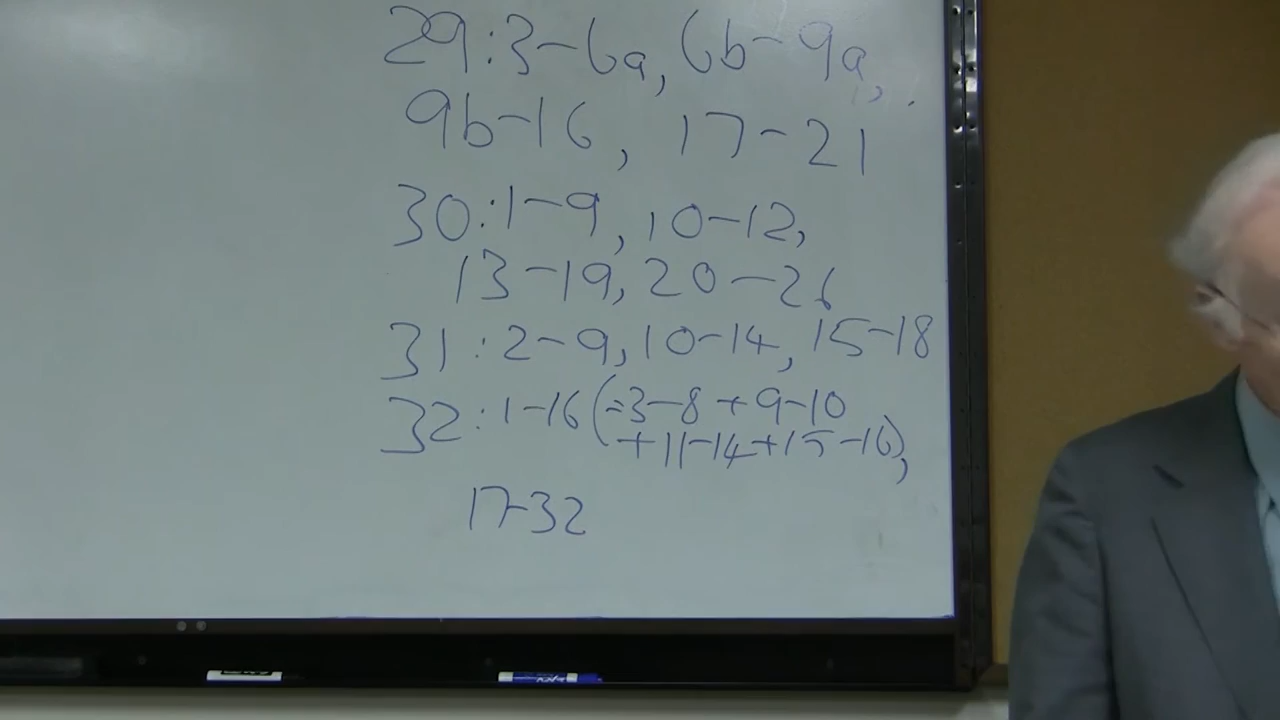 29:3-6a, 6b-9a,
9b-16, 17-21
30:1-9, 10-12,
13-19, 20-26
31:2-9, 10-14, 15-18
32:1-16 (=3-8+9-10
+11-14+15-16),
17-32